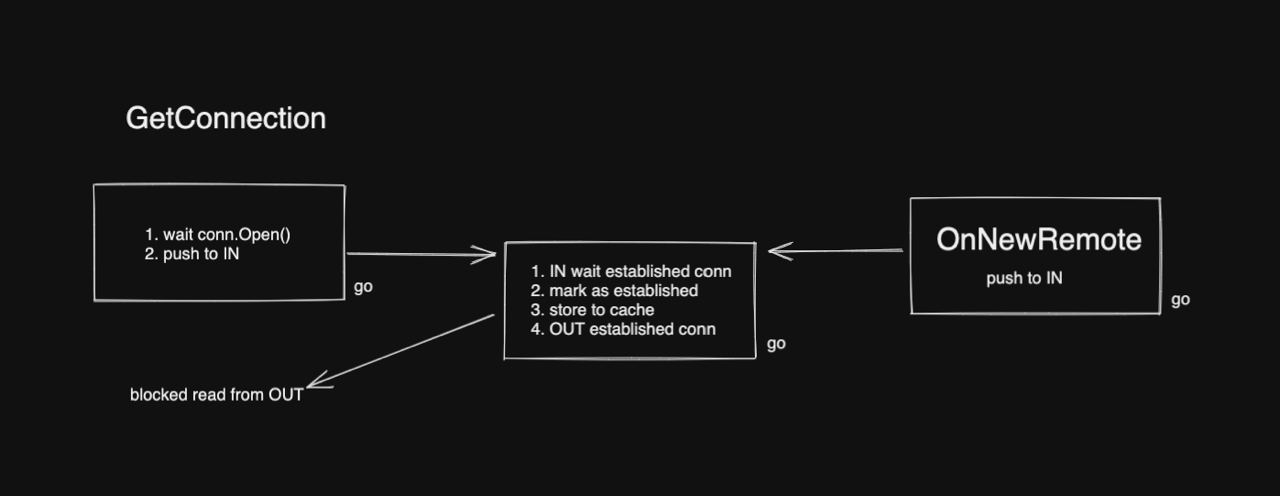 GetConnection
1. wait conn.Open()
2. push to IN
go
1. IN wait established conn
2. mark as established
3. store to cache
4. OUT established conn
go
OnNewRemote
push to IN
go
blocked read from OUT